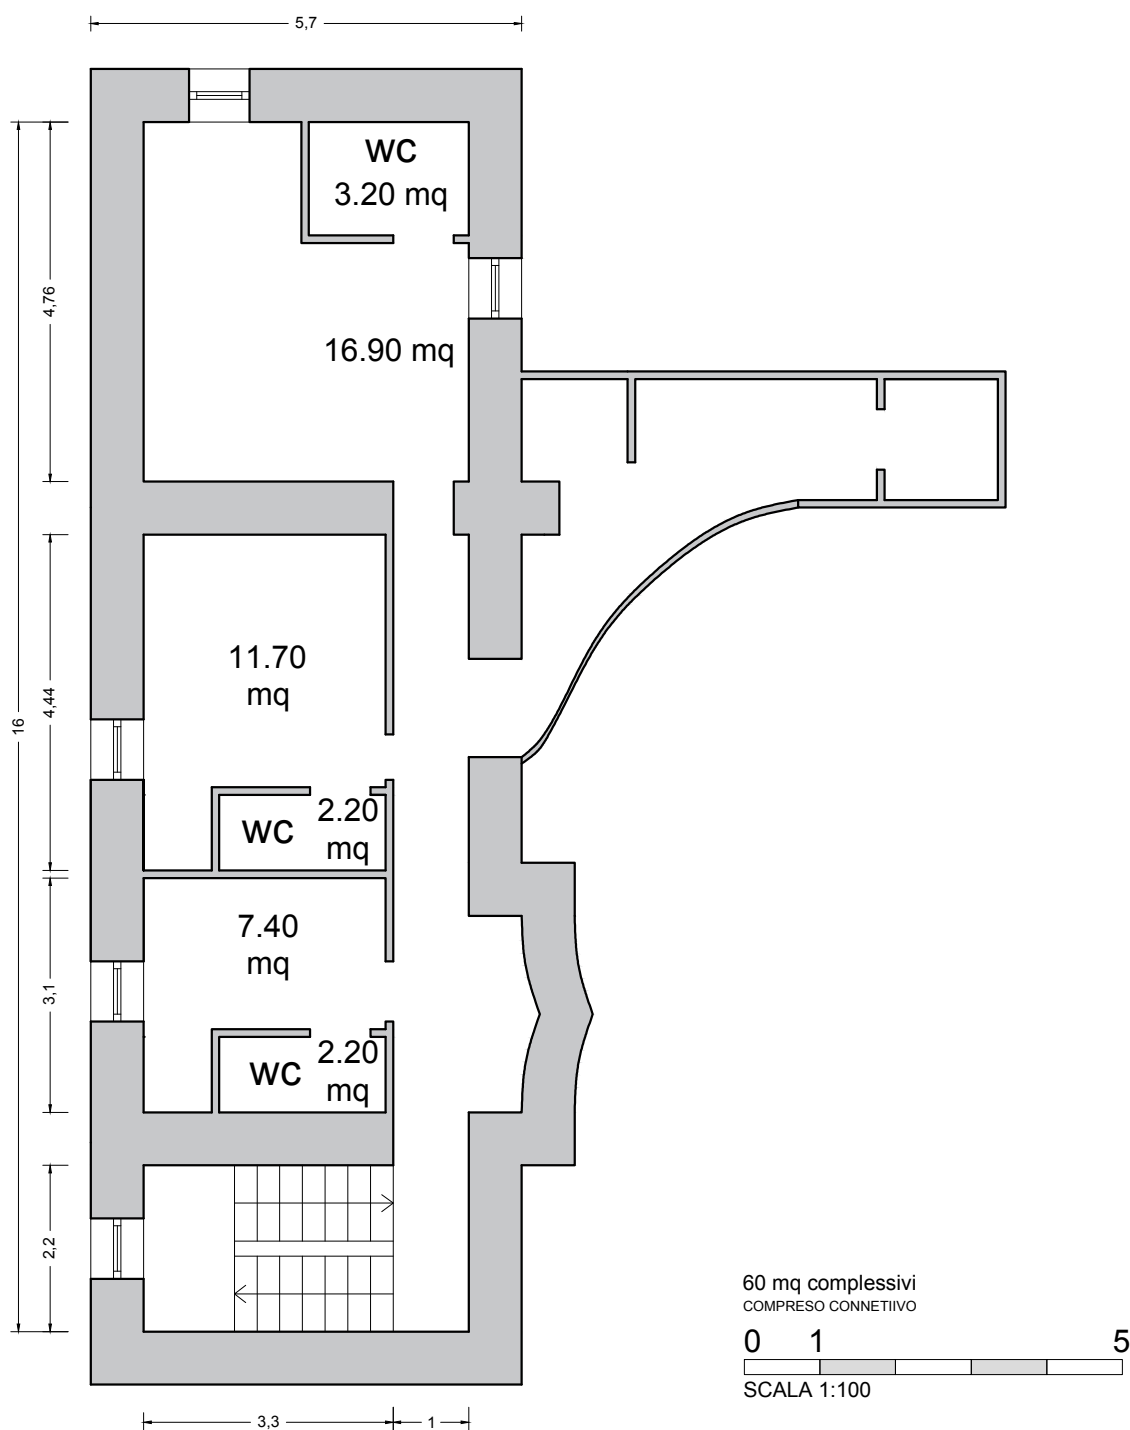 5,7
WC
3.20 mq
4,76
16.90 mq
11.70
mq
4,44
16
2.20
WC
mq
7.40
mq
3,1
2.20
WC
mq
2,2
60 mq complessivi
COMPRESO CONNETIIVO
0 1 5
SCALA 1:100
3,3
1